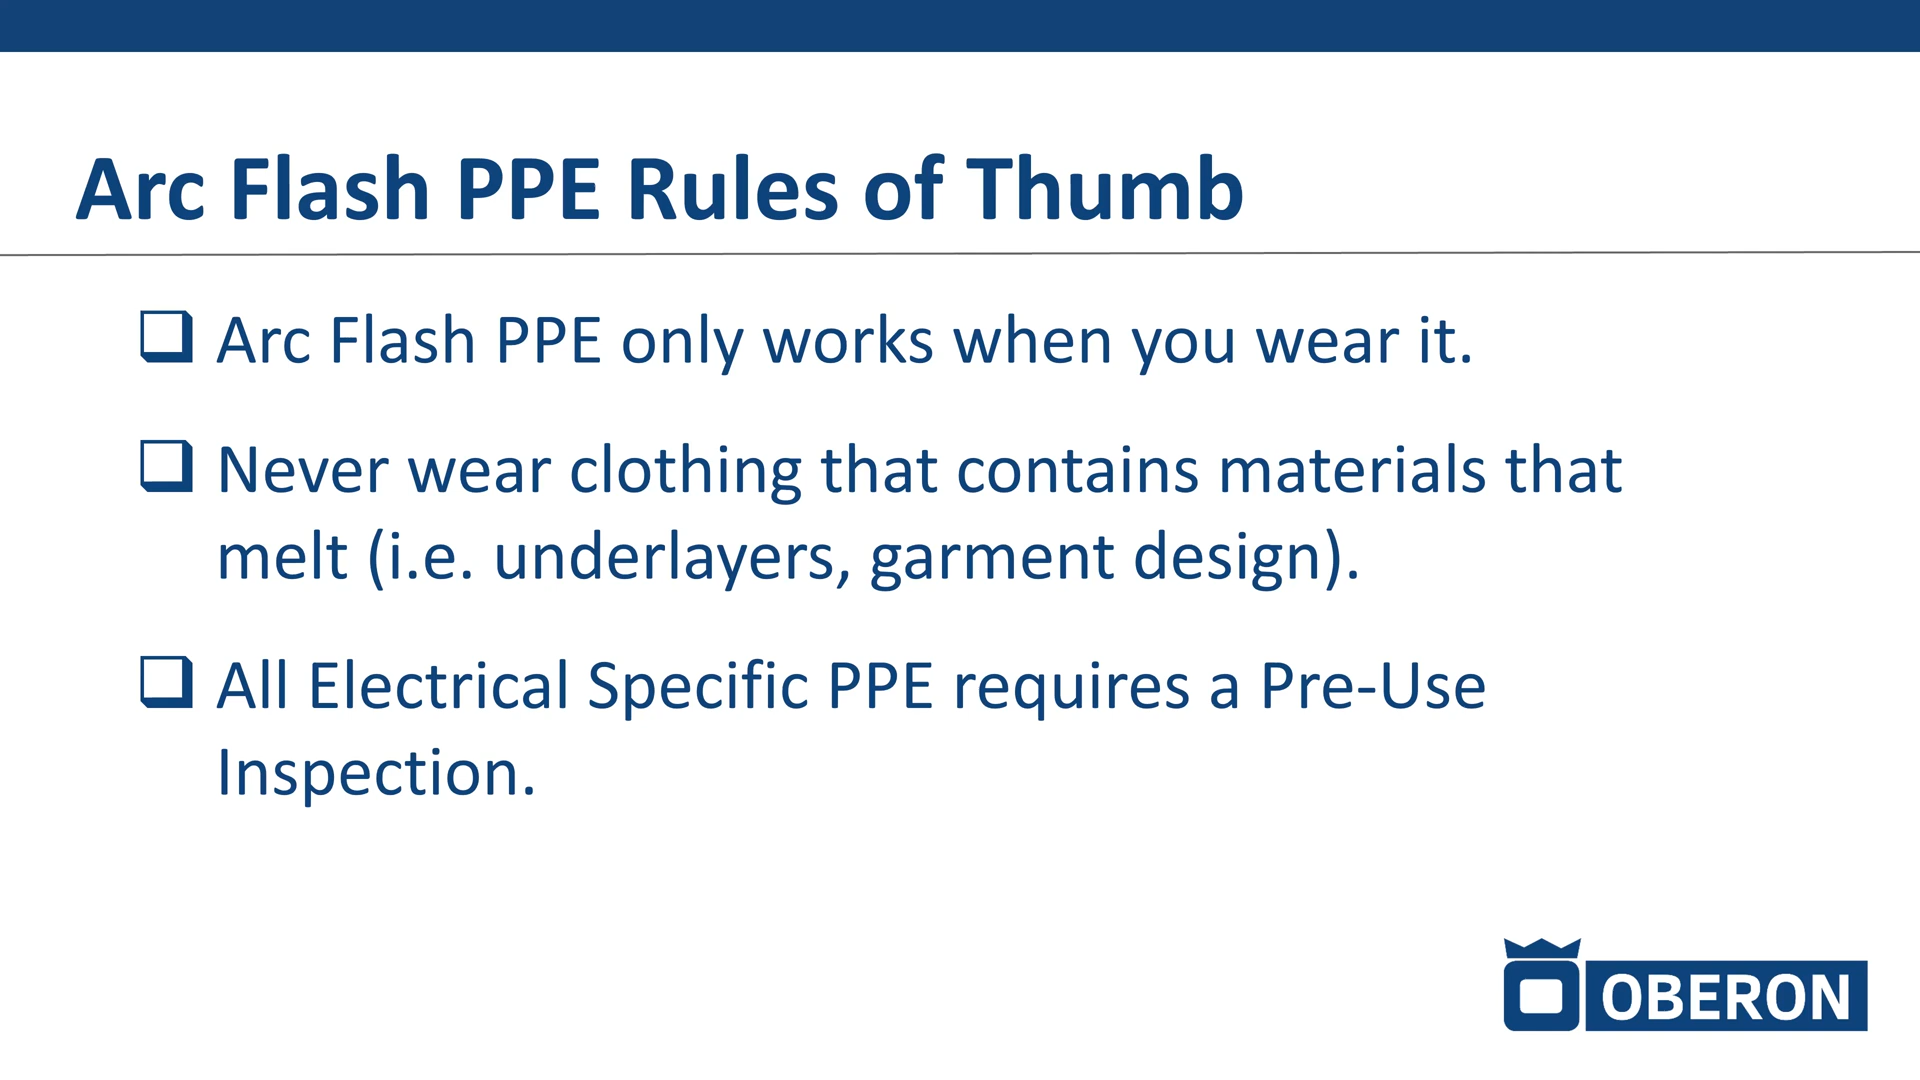 Arc Flash PPE Rules of Thumb
Arc Flash PPE only works when you wear it.
Never wear clothing that contains materials that
melt (i.e. underlayers, garment design).
All Electrical Specific PPE requires a Pre-Use
Inspection.
OBERON